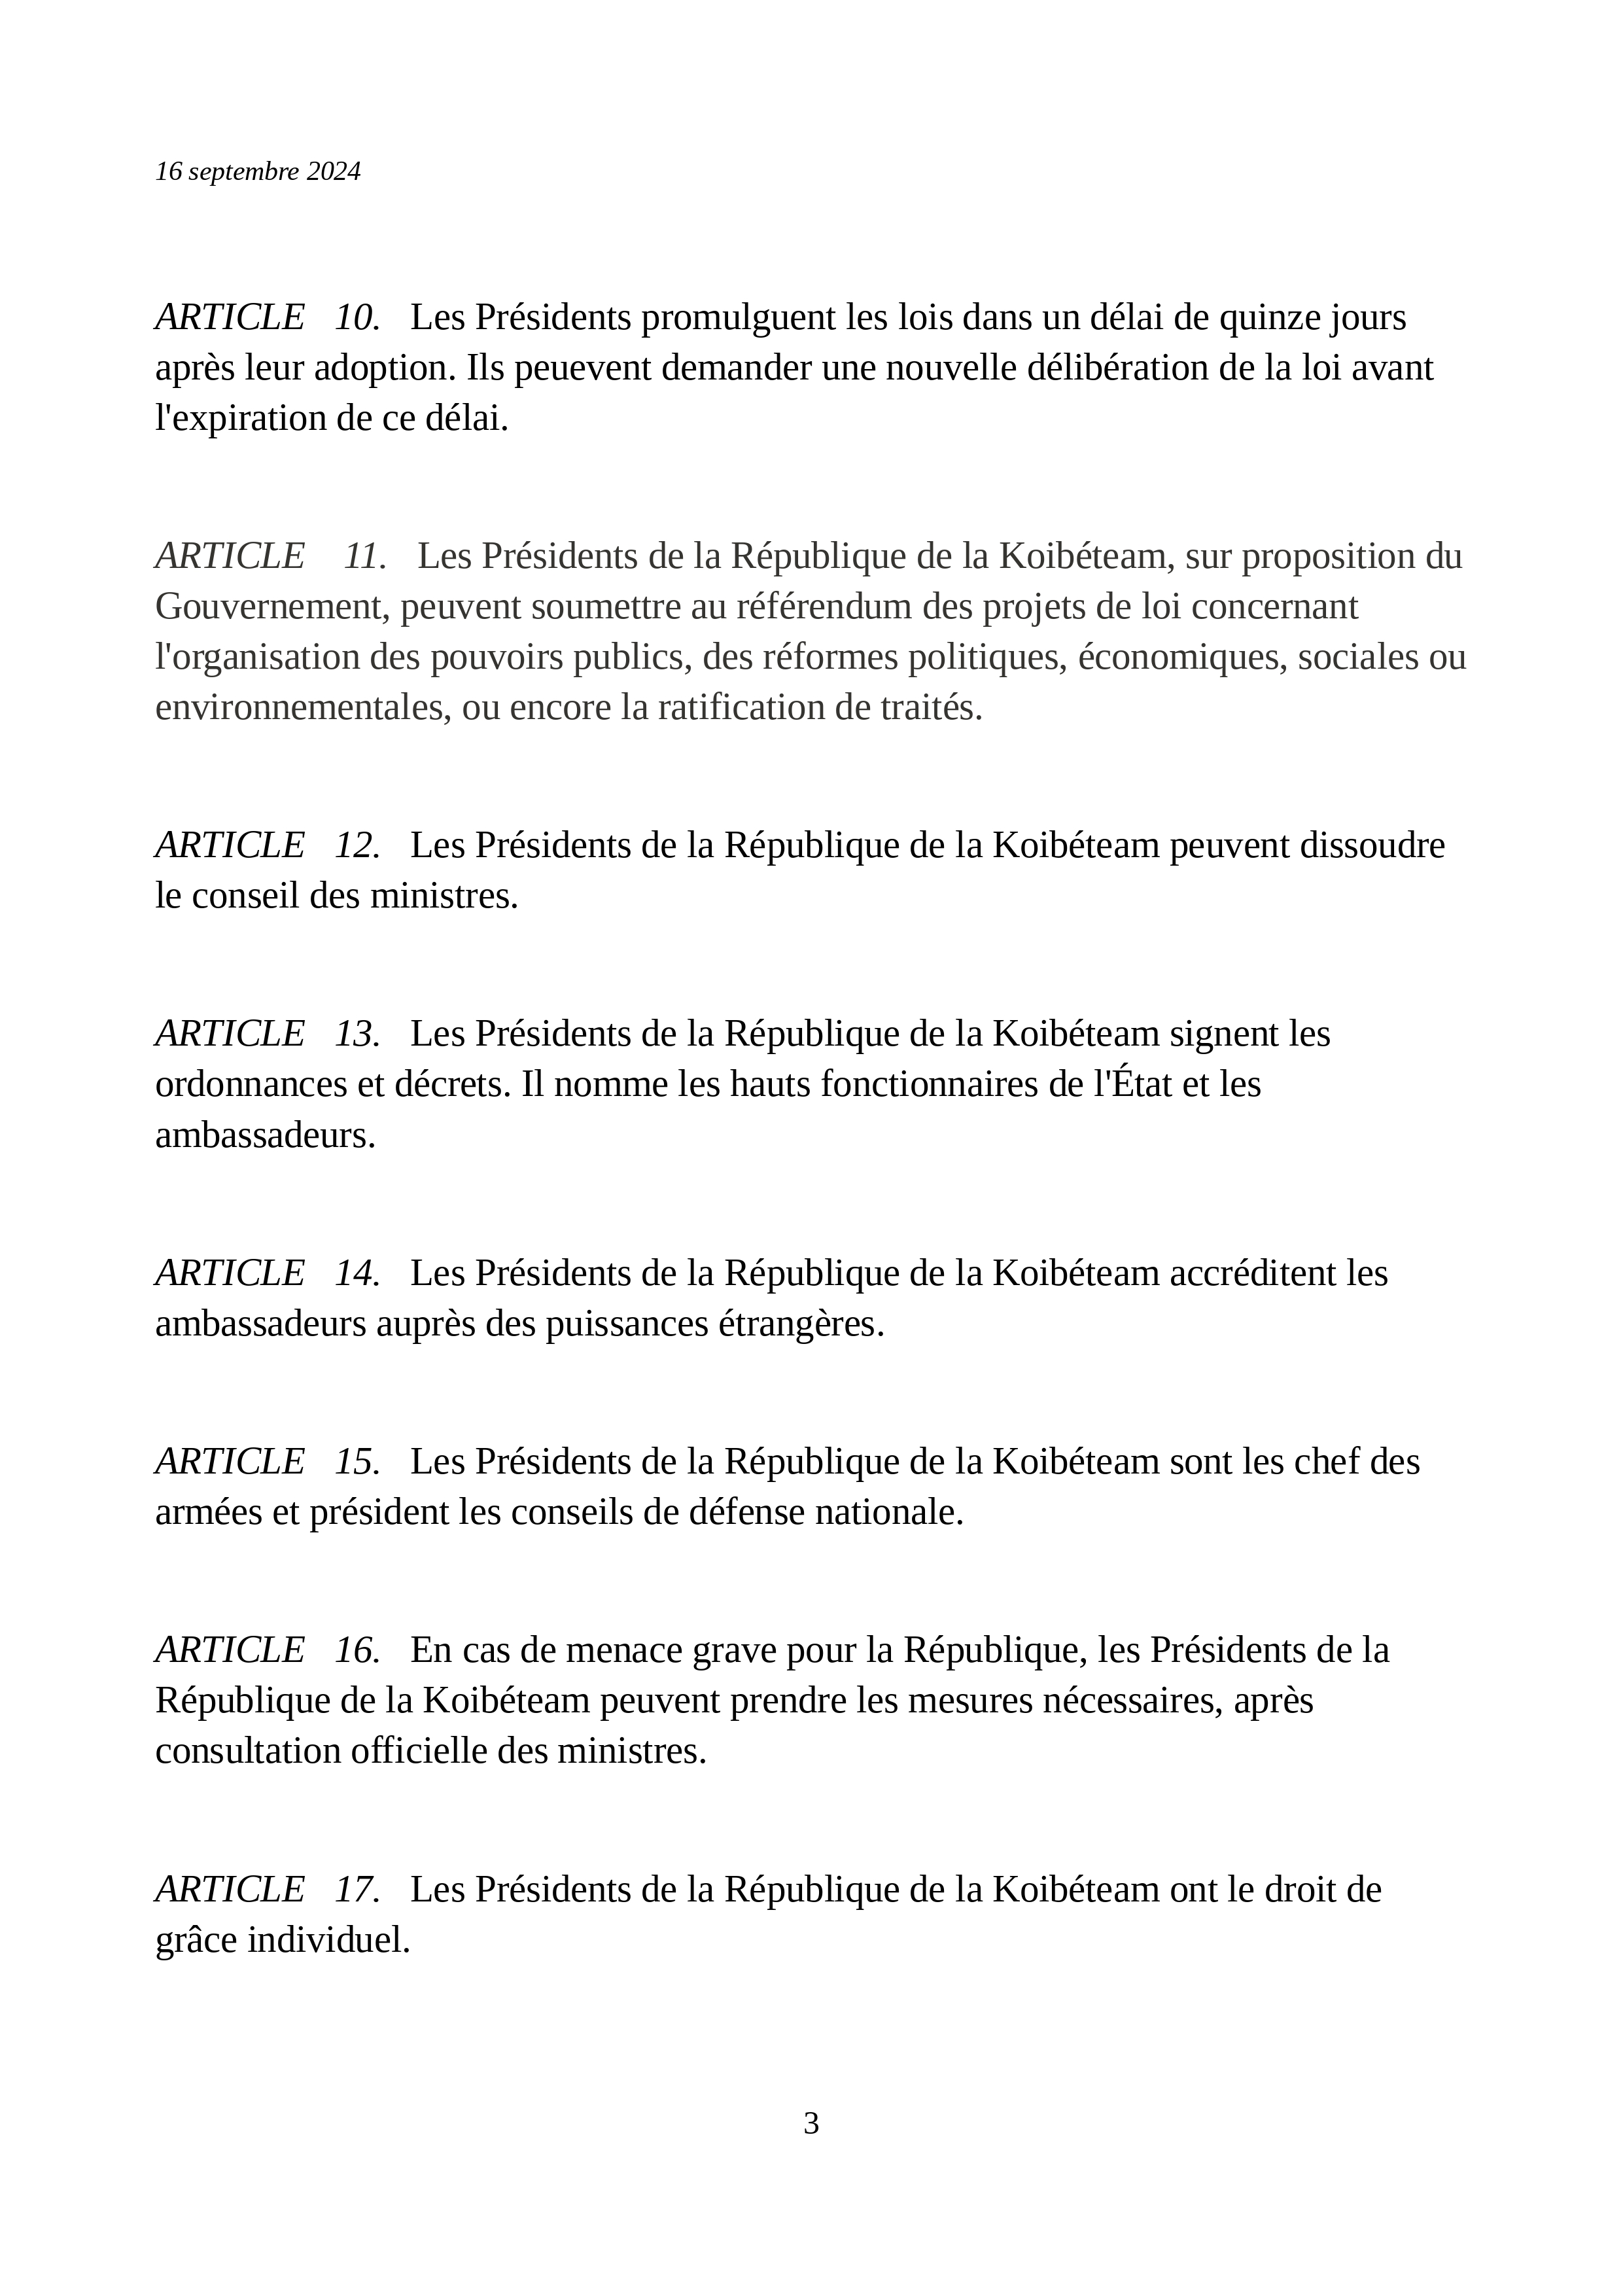 16 septembre 2024
ARTICLE 10. Les Présidents promulguent les lois dans un délai de quinze jours
après leur adoption. Ils peuevent demander une nouvelle délibération de la loi avant
l'expiration de ce délai.
ARTICLE 11. Les Présidents de la République de la Koibéteam, sur proposition du
Gouvernement, peuvent soumettre au référendum des projets de loi concernant
l'organisation des pouvoirs publics, des réformes politiques, économiques, sociales ou
environnementales, ou encore la ratification de traités.
ARTICLE 12. Les Présidents de la République de la Koibéteam peuvent dissoudre
le conseil des ministres.
ARTICLE 13. Les Présidents de la République de la Koibéteam signent les
ordonnances et décrets. Il nomme les hauts fonctionnaires de l'État et les
ambassadeurs.
ARTICLE 14. Les Présidents de la République de la Koibéteam accréditent les
ambassadeurs auprès des puissances étrangères.
ARTICLE 15. Les Présidents de la République de la Koibéteam sont les chef des
armées et président les conseils de défense nationale.
ARTICLE 16. En cas de menace grave pour la République, les Présidents de la
République de la Koibéteam peuvent prendre les mesures nécessaires, après
consultation officielle des ministres.
ARTICLE 17. Les Présidents de la République de la Koibéteam ont le droit de
grâce individuel.
3